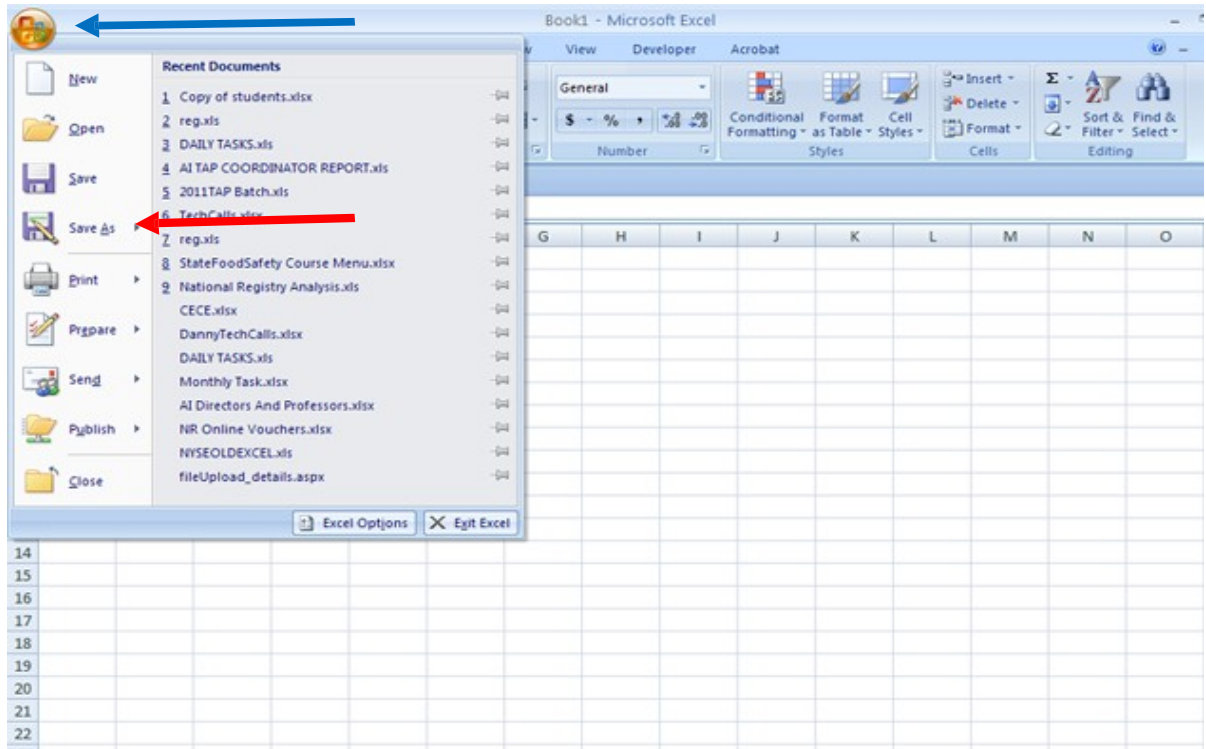 Book1 - Microsoft Excel
View Developer Acrobat
New
Open
Save
Save As
Print
Prepare
Send
Publish
Close
Recent Documents
1 Copy of students.xlsx
2 reg.xls
3 DAILY TASKS.xls
4 AI TAP COORDINATOR REPORT.xls
5 2011TAP Batch.xls
6 TechCalls.xlsx
7 reg.xls
8 StateFoodSafety Course Menu.xlsx
9 National Registry Analysis.xls
CECE.xlsx
DannyTechCalls.xlsx
DAILY TASKS.xls
Monthly Task.xlsx
AI Directors And Professors.xlsx
NR Online Vouchers.xlsx
NYSEOLDEXCEL.xls
fileUpload_details.aspx
Excel Options Exit Excel
General
$ % , .0 .00 .00 .0
Number
Conditional Formatting
Format as Table
Cell Styles
Styles
Insert
Delete
Format
Cells
Σ
Sort & Filter
Find & Select
Editing
G H I J K L M N O
14
15
16
17
18
19
20
21
22